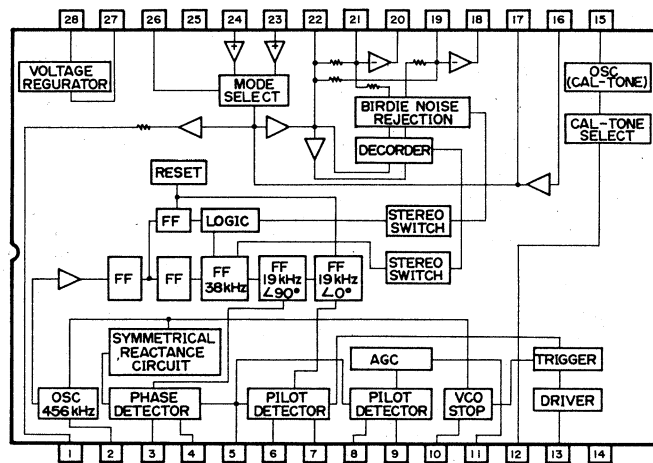 28 27 26 25 24 23 22 21 20 19 18 17 16 15
VOLTAGE
REGURATOR
MODE
SELECT
BIRDIE NOISE
REJECTION
OSC
(CAL-TONE)
CAL-TONE
SELECT
DECORDER
RESET
FF
LOGIC
STEREO
SWITCH
FF
FF
FF
38kHz
FF
19kHz
∠90°
FF
19kHz
∠0°
STEREO
SWITCH
SYMMETRICAL
REACTANCE
CIRCUIT
AGC
TRIGGER
OSC
456kHz
PHASE
DETECTOR
PILOT
DETECTOR
PILOT
DETECTOR
VCO
STOP
DRIVER
1 2 3 4 5 6 7 8 9 10 11 12 13 14